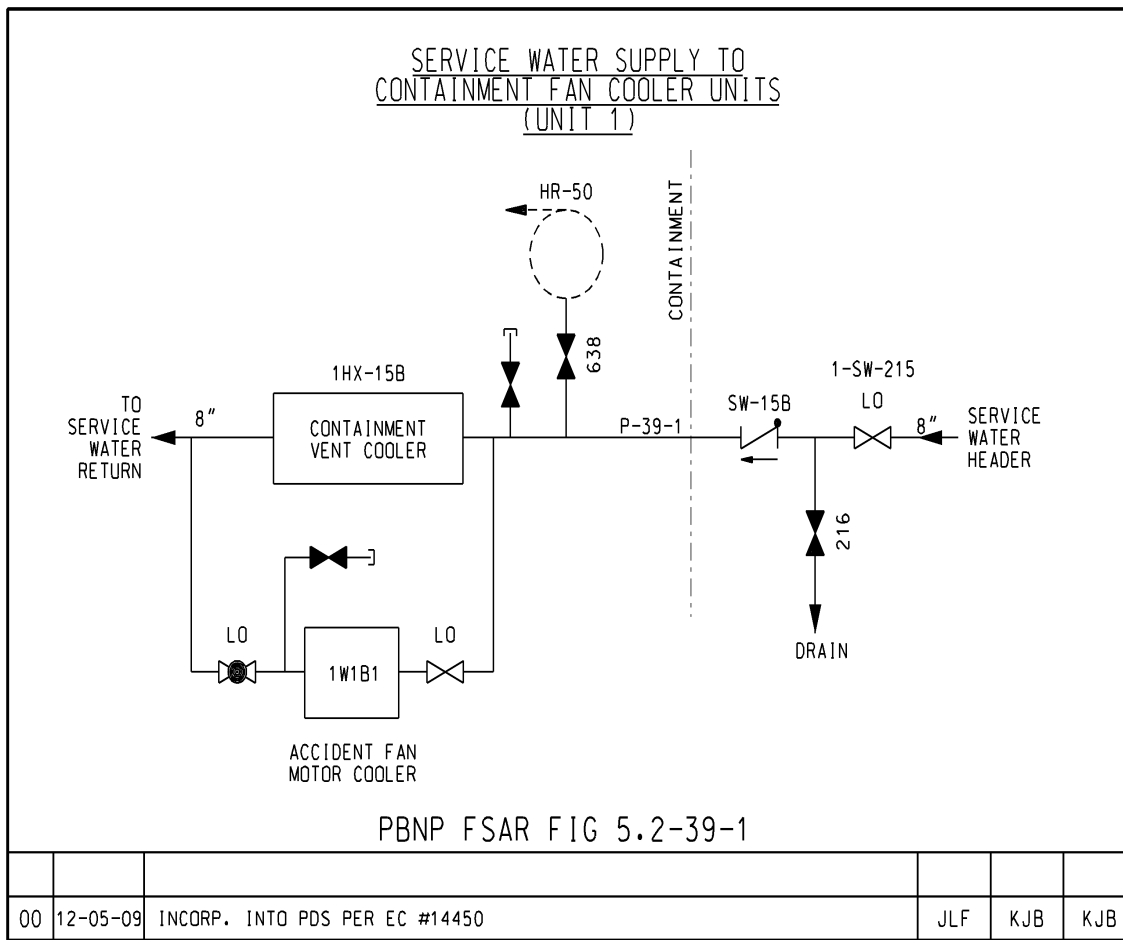 SERVICE WATER SUPPLY TO
CONTAINMENT FAN COOLER UNITS
(UNIT 1)
HR-50
CONTAINMENT
638
1HX-15B
1-SW-215
TO
SERVICE
WATER
RETURN
8"
CONTAINMENT
VENT COOLER
P-39-1
SW-15B
LO
8"
SERVICE
WATER
HEADER
216
LO
LO
DRAIN
1W1B1
ACCIDENT FAN
MOTOR COOLER
PBNP FSAR FIG 5.2-39-1
00 12-05-09 INCORP. INTO PDS PER EC #14450 JLF KJB KJB